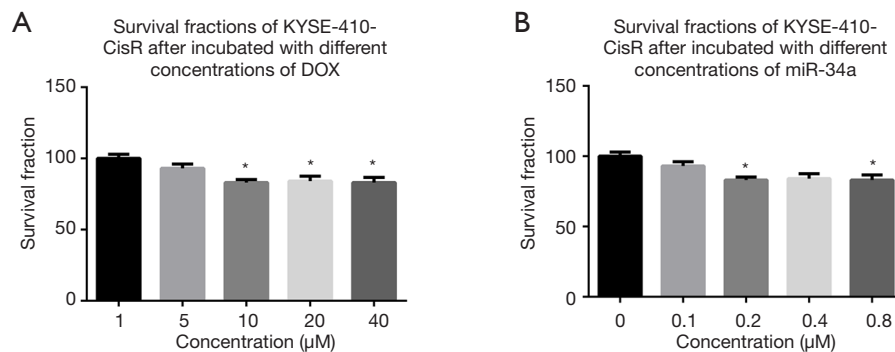 A
Survival fractions of KYSE-410-
CisR after incubated with different
concentrations of DOX
150
100
50
0
Survival fraction
*
*
*
1 5 10 20 40
Concentration (µM)
B
Survival fractions of KYSE-410-
CisR after incubated with different
concentrations of miR-34a
150
100
50
0
Survival fraction
*
*
0 0.1 0.2 0.4 0.8
Concentration (µM)